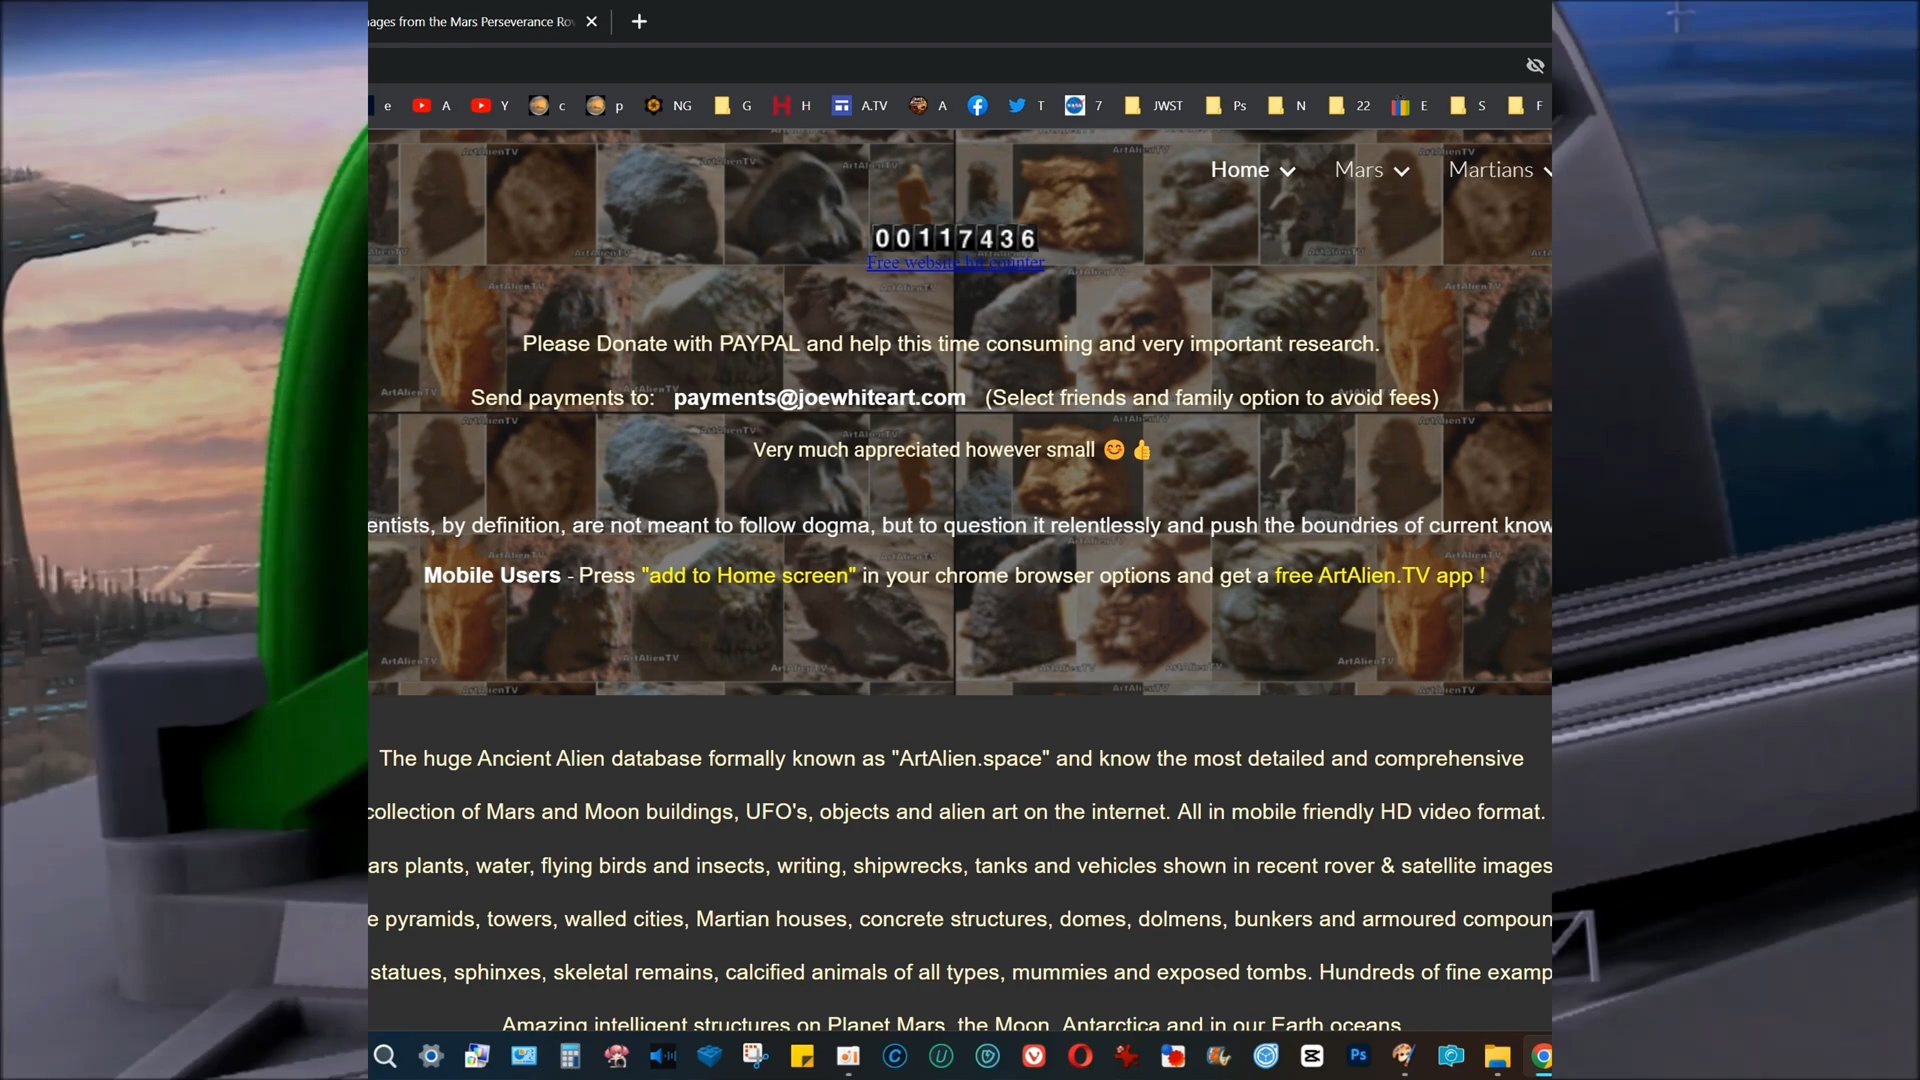 ages from the Mars Perseverance Ro
e A Y c p NG G H A.TV A T 7 JWST Ps N 22 E S F
Home Mars Martians
00117436
Free website hit counter
Please Donate with PAYPAL and help this time consuming and very important research.
Send payments to: payments@joewhiteart.com (Select friends and family option to avoid fees)
Very much appreciated however small 😊 👍
entists, by definition, are not meant to follow dogma, but to question it relentlessly and push the boundries of current know
Mobile Users - Press "add to Home screen" in your chrome browser options and get a free ArtAlien.TV app !
The huge Ancient Alien database formally known as "ArtAlien.space" and know the most detailed and comprehensive
collection of Mars and Moon buildings, UFO's, objects and alien art on the internet. All in mobile friendly HD video format.
ars plants, water, flying birds and insects, writing, shipwrecks, tanks and vehicles shown in recent rover & satellite images
e pyramids, towers, walled cities, Martian houses, concrete structures, domes, dolmens, bunkers and armoured compoun
statues, sphinxes, skeletal remains, calcified animals of all types, mummies and exposed tombs. Hundreds of fine examp
Amazing intelligent structures on Planet Mars, the Moon, Antarctica and in our Earth oceans